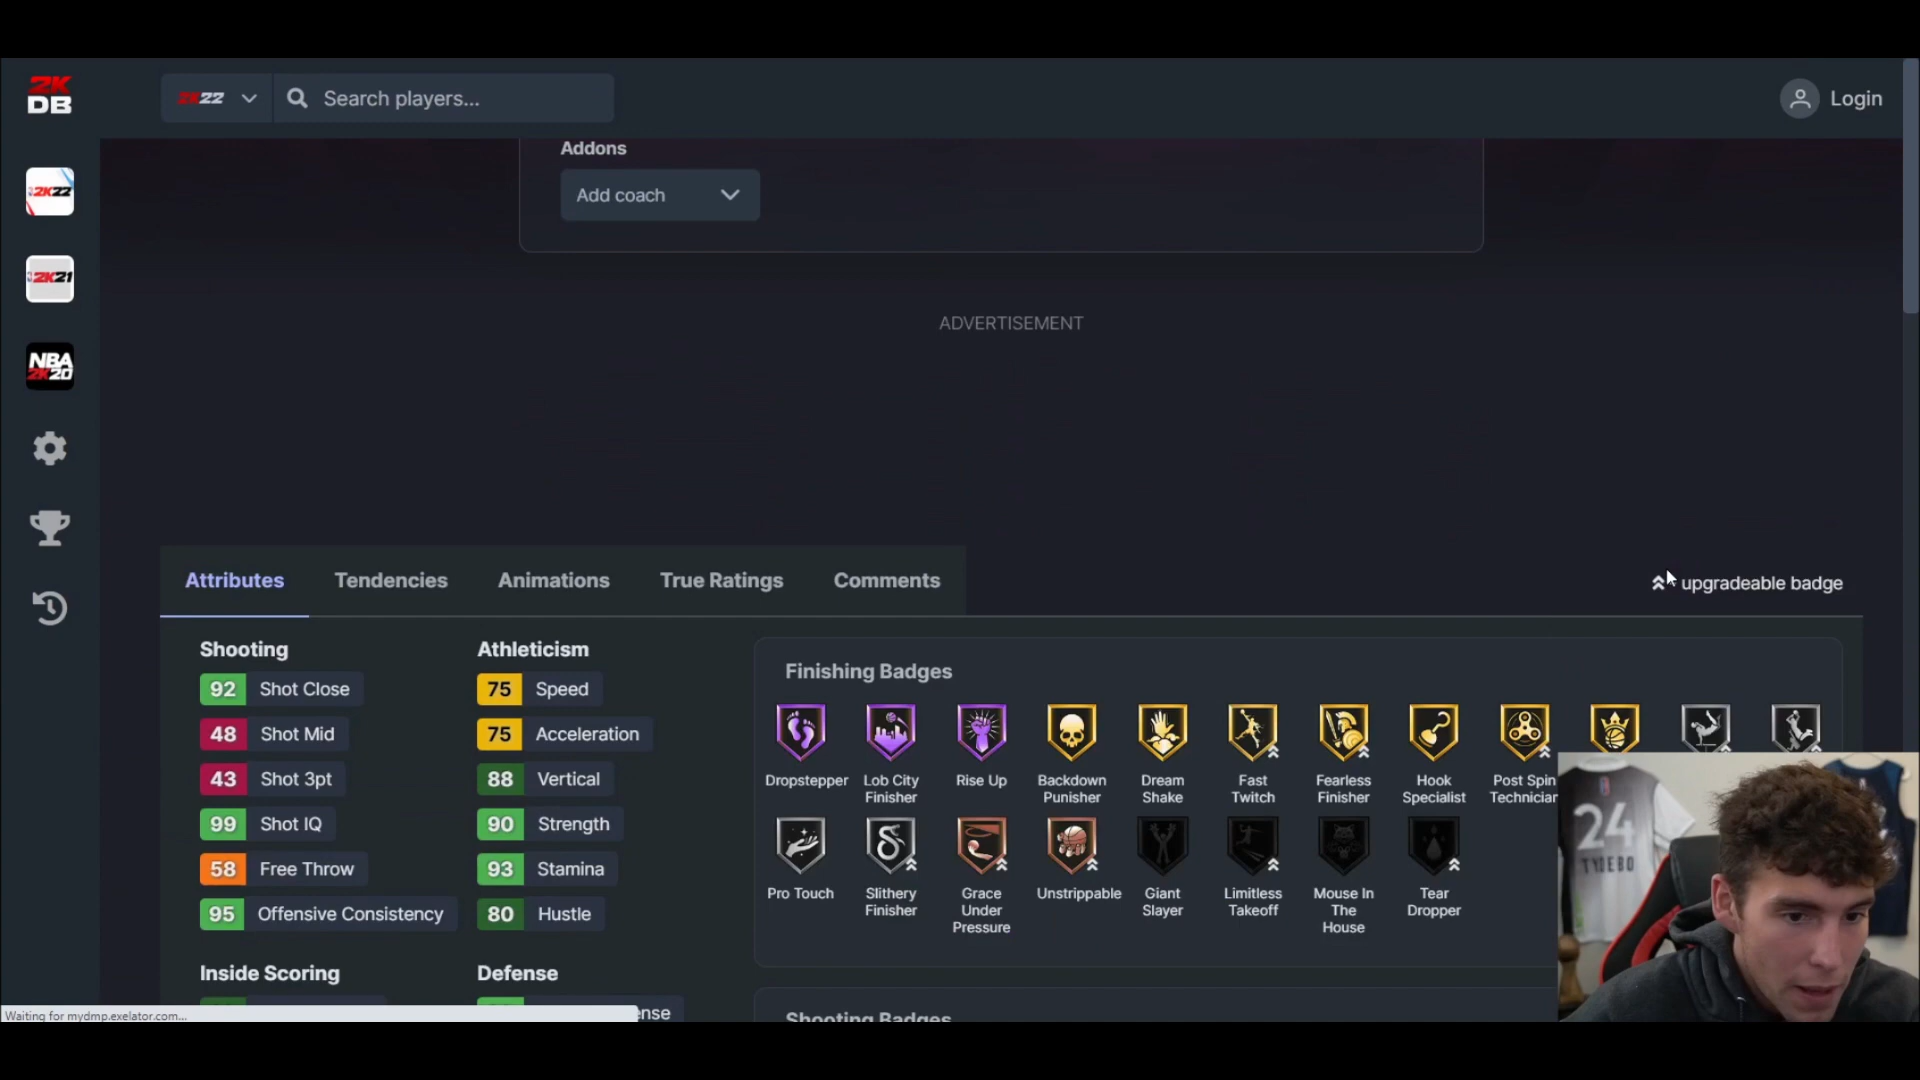 2K
DB
2K22
Search players...
Login
2K22
2K21
NBA
2K20
Addons
Add coach
ADVERTISEMENT
Attributes
Tendencies
Animations
True Ratings
Comments
upgradeable badge
Shooting
92 Shot Close
48 Shot Mid
43 Shot 3pt
99 Shot IQ
58 Free Throw
95 Offensive Consistency
Inside Scoring
Athleticism
75 Speed
75 Acceleration
88 Vertical
90 Strength
93 Stamina
80 Hustle
Defense
ense
Finishing Badges
Dropstepper
Lob City
Finisher
Rise Up
Backdown
Punisher
Dream
Shake
Fast
Twitch
Fearless
Finisher
Hook
Specialist
Post Spin
Technician
Pro Touch
Slithery
Finisher
Grace
Under
Pressure
Unstrippable
Giant
Slayer
Limitless
Takeoff
Mouse In
The
House
Tear
Dropper
Shooting Badges
24
Waiting for mydmp.exelator.com...